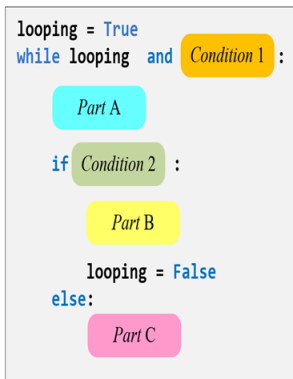 looping = True
while looping and Condition 1 :
Part A
if Condition 2 :
Part B
looping = False
else:
Part C